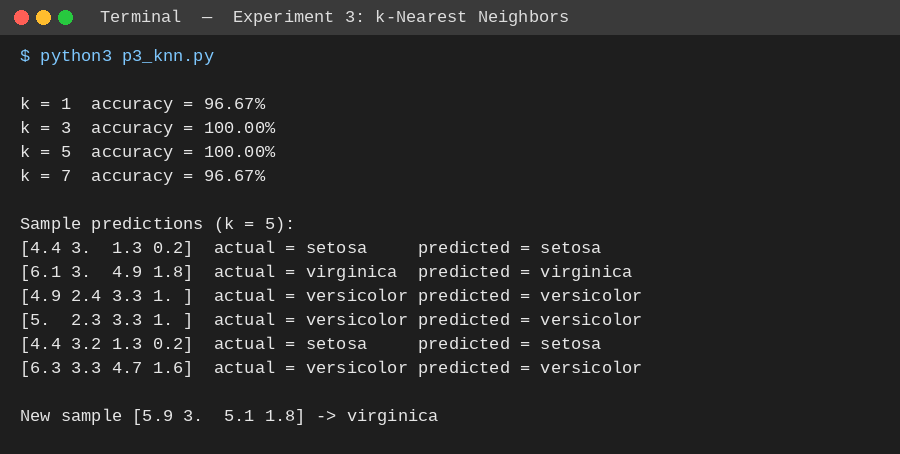 Terminal — Experiment 3: k-Nearest Neighbors
$ python3 p3_knn.py
k = 1  accuracy = 96.67%
k = 3  accuracy = 100.00%
k = 5  accuracy = 100.00%
k = 7  accuracy = 96.67%
Sample predictions (k = 5):
[4.4 3.  1.3 0.2]  actual = setosa     predicted = setosa
[6.1 3.  4.9 1.8]  actual = virginica  predicted = virginica
[4.9 2.4 3.3 1. ]  actual = versicolor predicted = versicolor
[5.  2.3 3.3 1. ]  actual = versicolor predicted = versicolor
[4.4 3.2 1.3 0.2]  actual = setosa     predicted = setosa
[6.3 3.3 4.7 1.6]  actual = versicolor predicted = versicolor
New sample [5.9 3.  5.1 1.8] -> virginica